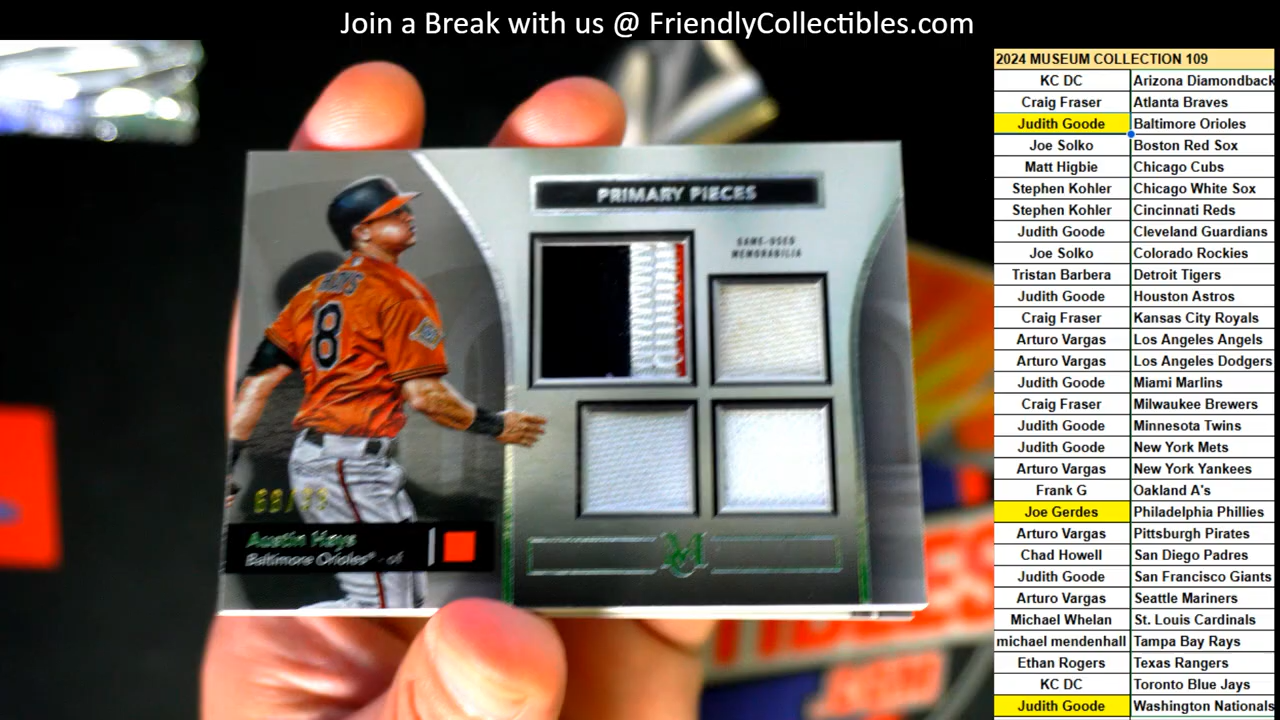 Join a Break with us @ FriendlyCollectibles.com
PRIMARY PIECES
GAME-USED
MEMORABILIA
HAYS
8
Austin Hays
Baltimore Orioles® - of
M
2024 MUSEUM COLLECTION 109
KC DC Arizona Diamondback
Craig Fraser Atlanta Braves
Judith Goode Baltimore Orioles
Joe Solko Boston Red Sox
Matt Higbie Chicago Cubs
Stephen Kohler Chicago White Sox
Stephen Kohler Cincinnati Reds
Judith Goode Cleveland Guardians
Joe Solko Colorado Rockies
Tristan Barbera Detroit Tigers
Judith Goode Houston Astros
Craig Fraser Kansas City Royals
Arturo Vargas Los Angeles Angels
Arturo Vargas Los Angeles Dodgers
Judith Goode Miami Marlins
Craig Fraser Milwaukee Brewers
Judith Goode Minnesota Twins
Judith Goode New York Mets
Arturo Vargas New York Yankees
Frank G Oakland A's
Joe Gerdes Philadelphia Phillies
Arturo Vargas Pittsburgh Pirates
Chad Howell San Diego Padres
Judith Goode San Francisco Giants
Arturo Vargas Seattle Mariners
Michael Whelan St. Louis Cardinals
michael mendenhall Tampa Bay Rays
Ethan Rogers Texas Rangers
KC DC Toronto Blue Jays
Judith Goode Washington Nationals